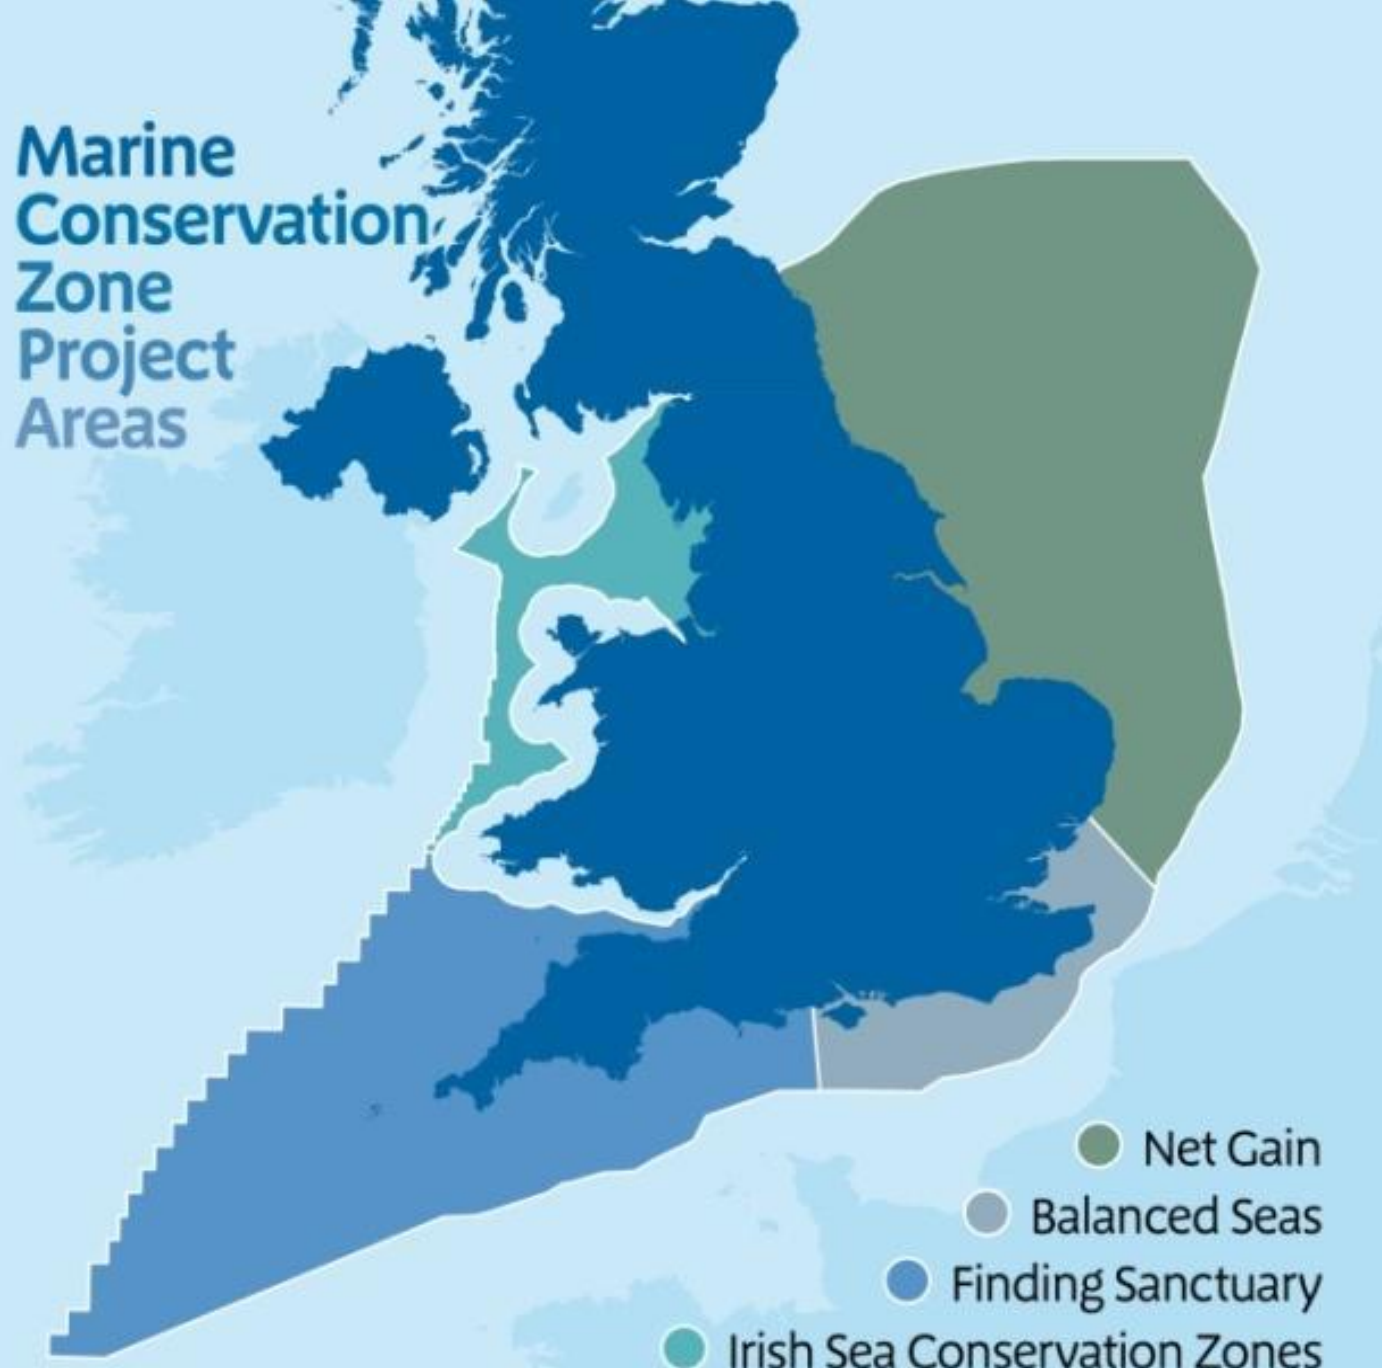 Marine
Conservation
Zone
Project
Areas
Net Gain
Balanced Seas
Finding Sanctuary
Irish Sea Conservation Zones